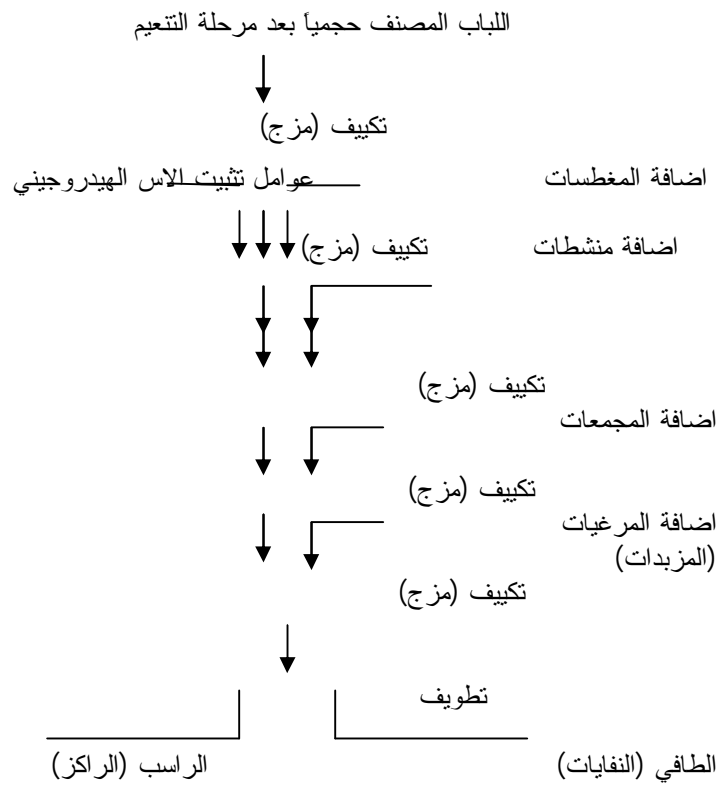 اللباب المصنف حجمياً بعد مرحلة التنعيم
تكييف (مزج)
اضافة المغطسات عوامل تثبيت الاس الهيدروجيني
اضافة منشطات تكييف (مزج)
تكييف (مزج)
اضافة المجمعات
تكييف (مزج)
اضافة المرغيات
(المزبدات)
تكييف (مزج)
تطويف
الطافي (النفايات) الراسب (الراكز)